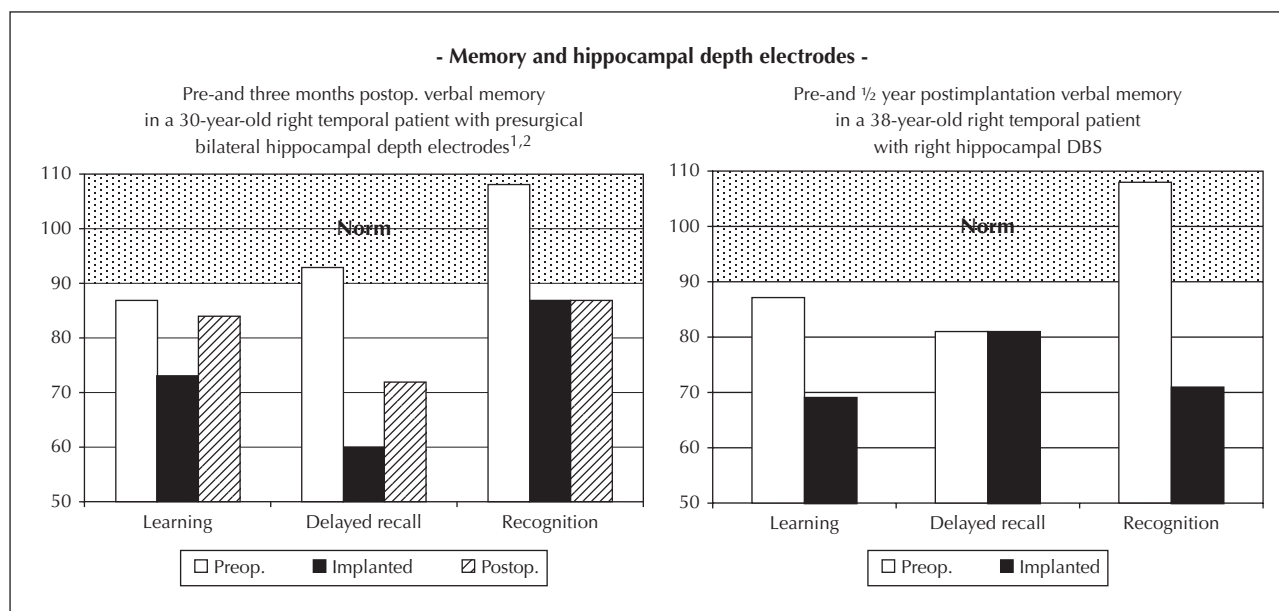 - Memory and hippocampal depth electrodes -
Pre-and three months postop. verbal memory
in a 30-year-old right temporal patient with presurgical
bilateral hippocampal depth electrodes1,2
110
100
90
80
70
60
50
Norm
Learning
Delayed recall
Recognition
Preop.
Implanted
Postop.
Pre-and ½ year postimplantation verbal memory
in a 38-year-old right temporal patient
with right hippocampal DBS
110
100
90
80
70
60
50
Norm
Learning
Delayed recall
Recognition
Preop.
Implanted